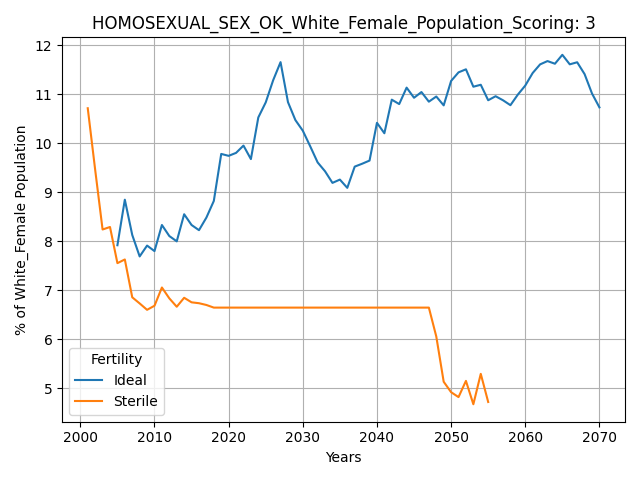 HOMOSEXUAL_SEX_OK_White_Female_Population_Scoring: 3
12
11
10
9
8
7
6
5
% of White_Female Population
Fertility
Ideal
Sterile
2000 2010 2020 2030 2040 2050 2060 2070
Years